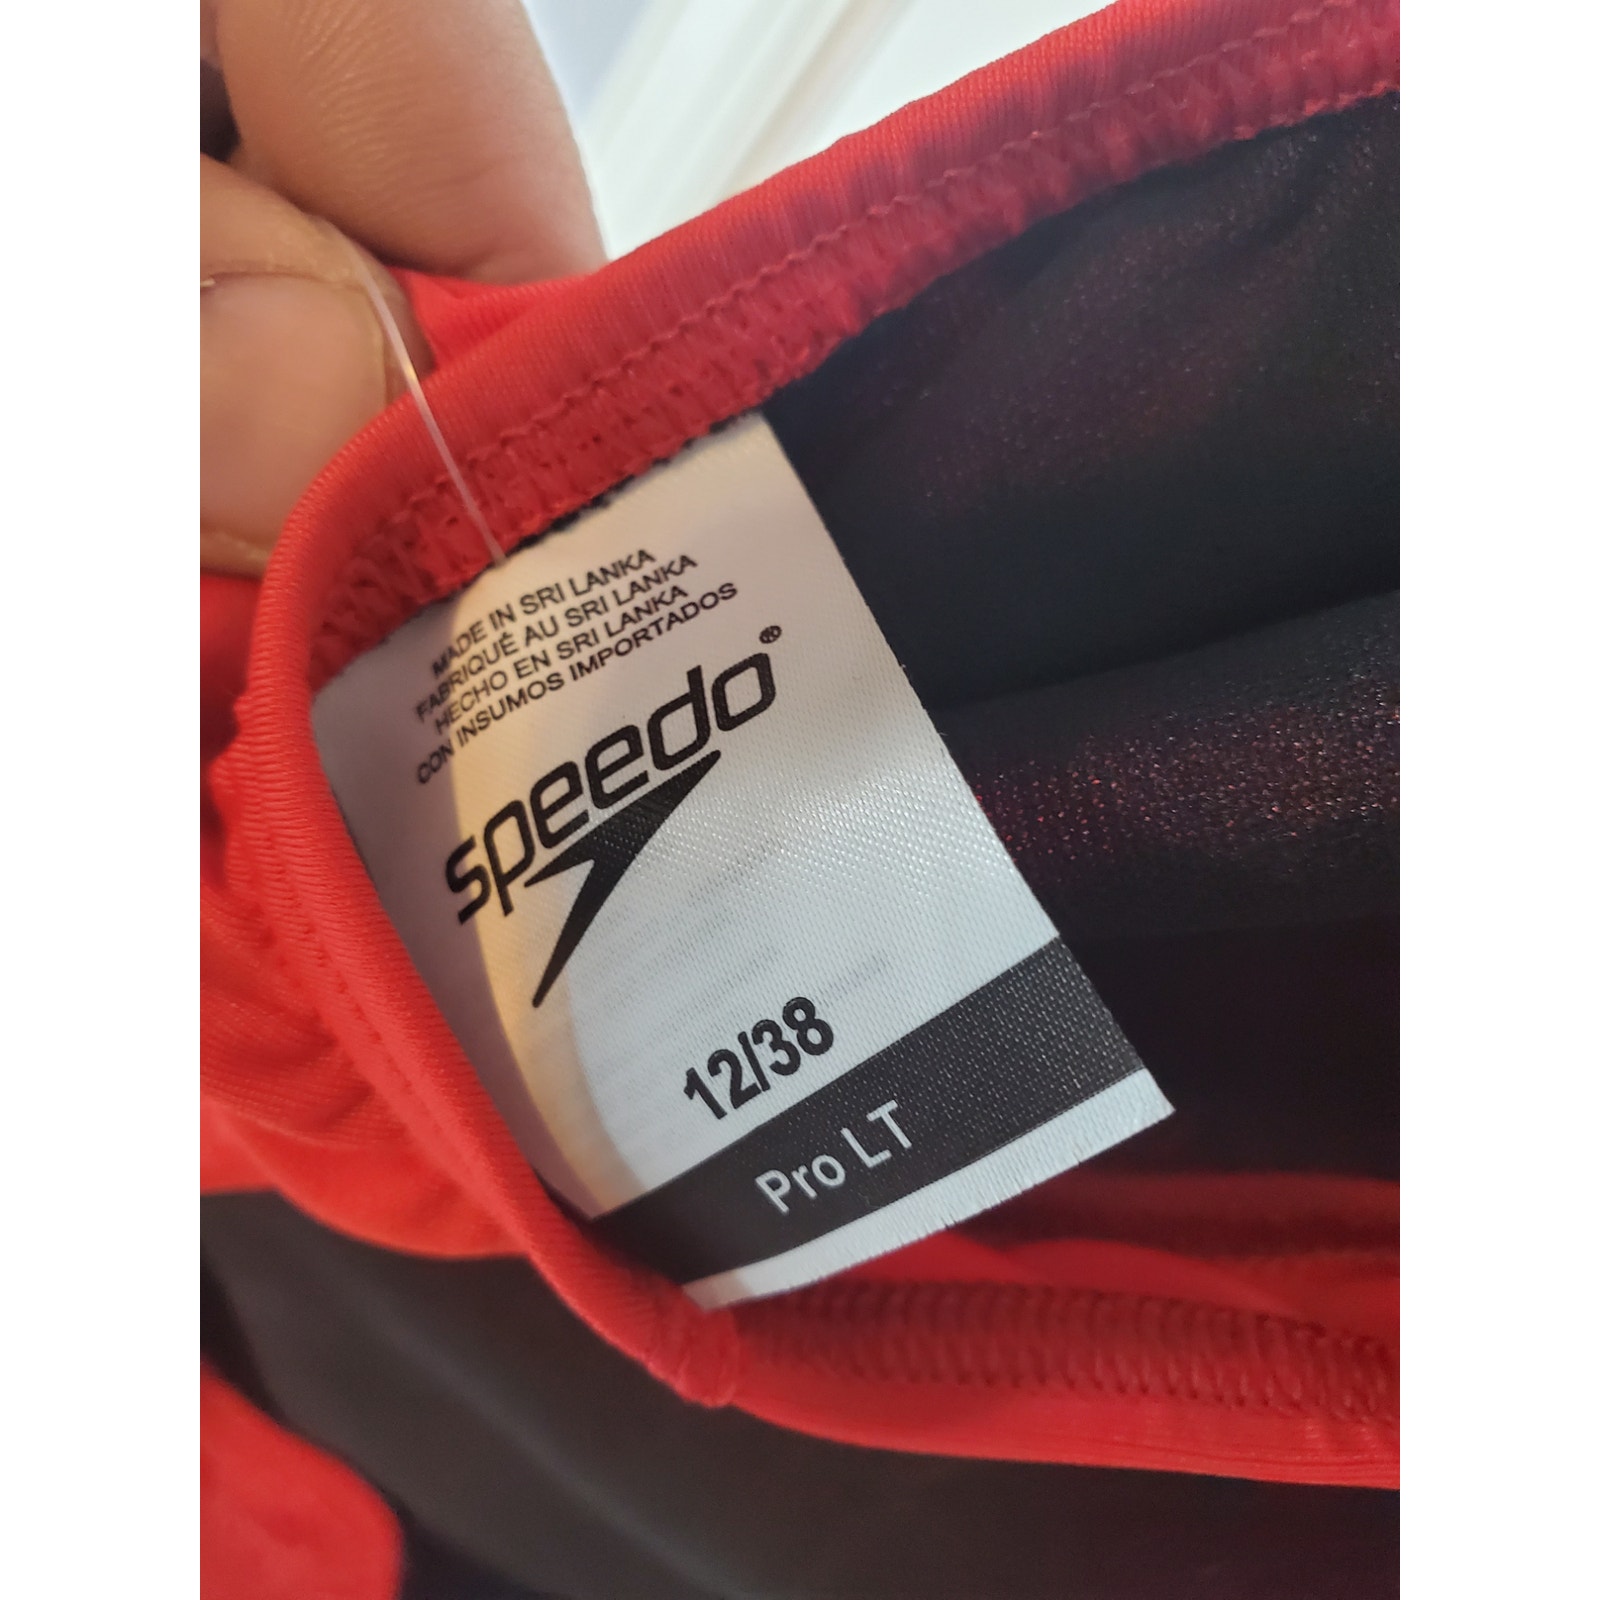 MADE IN SRI LANKA
FABRIQUÉ AU SRI LANKA
HECHO EN SRI LANKA
CON INSUMOS IMPORTADOS
speedo®
12/38
Pro LT